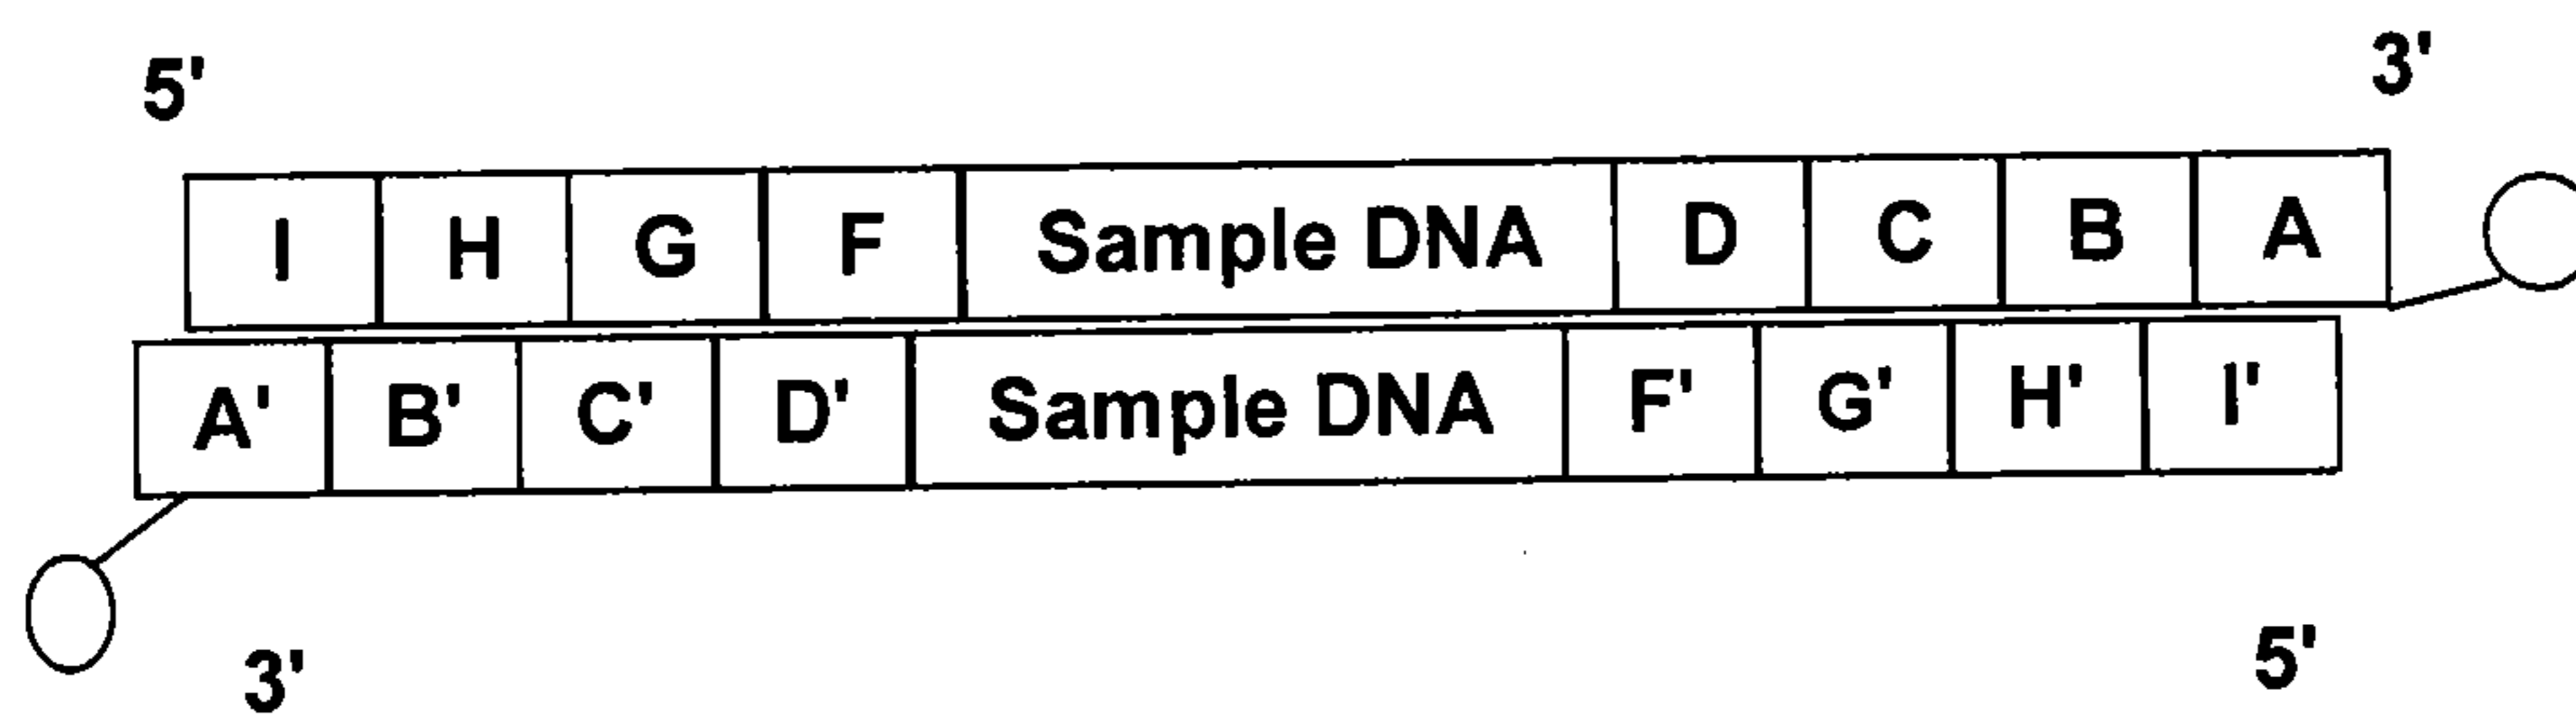 5' 3'
I H G F Sample DNA D C B A
A' B' C' D' Sample DNA F' G' H' I'
3' 5'